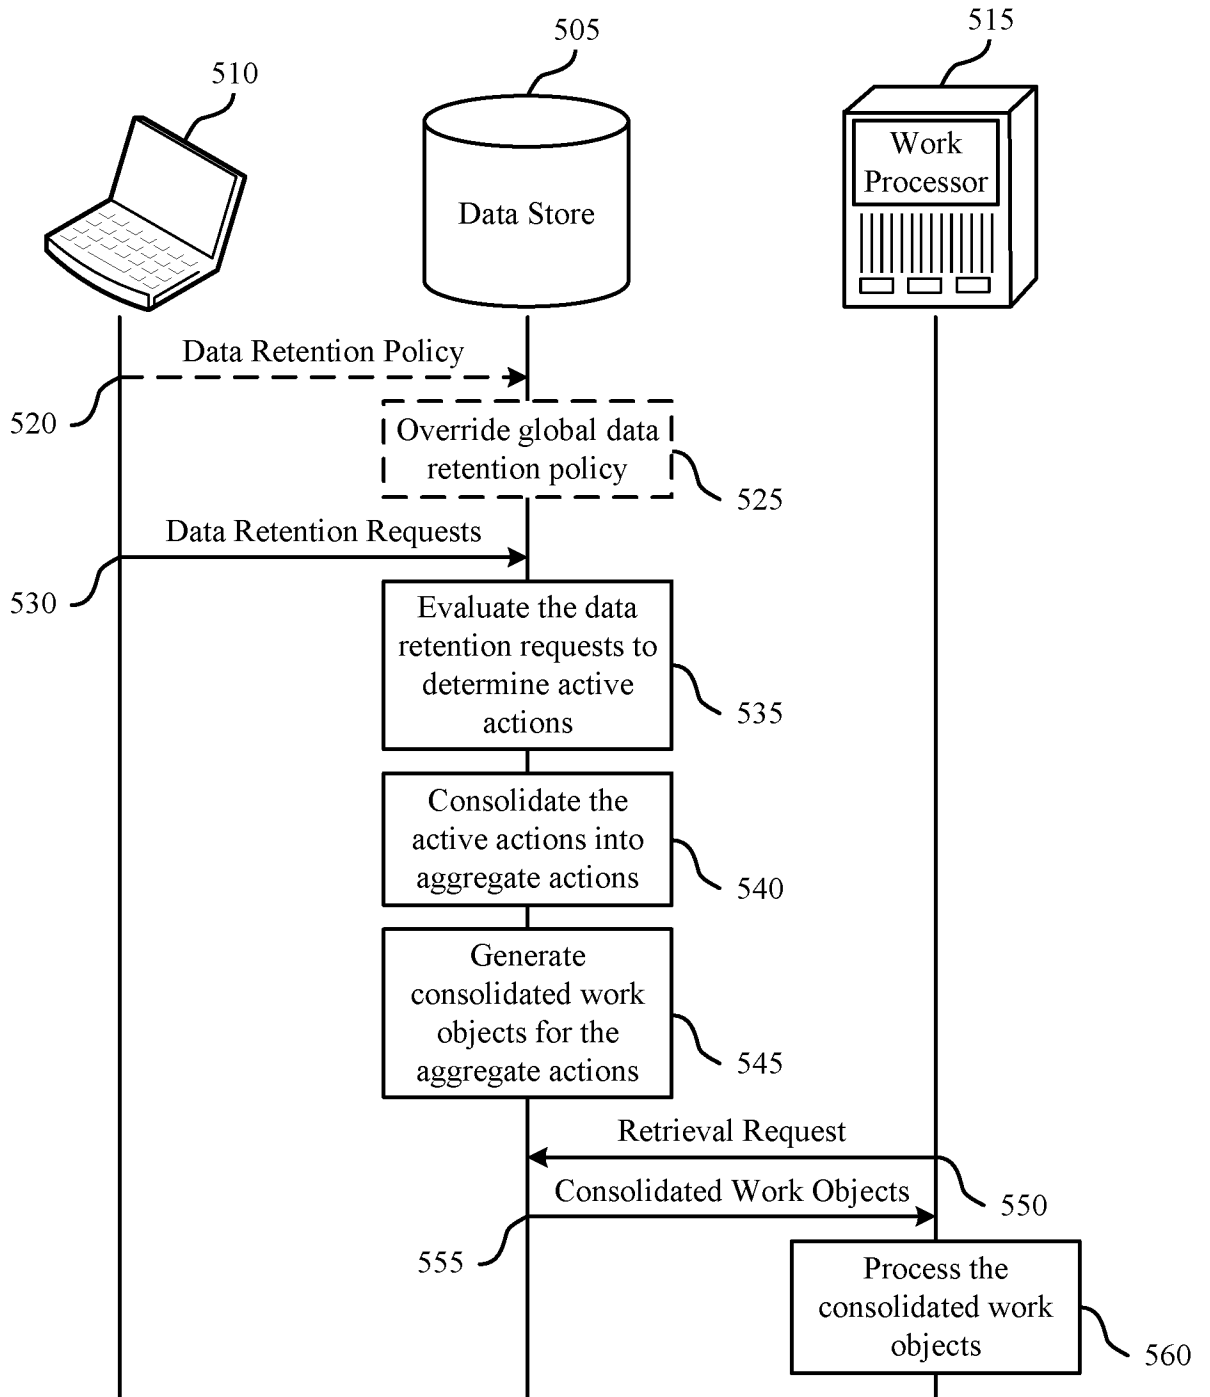 505
515
510
Work
Processor
Data Store
Data Retention Policy
520
Override global data
retention policy
525
Data Retention Requests
530
Evaluate the data
retention requests to
determine active
actions
535
Consolidate the
active actions into
aggregate actions
540
Generate
consolidated work
objects for the
aggregate actions
545
Retrieval Request
550
Consolidated Work Objects
555
Process the
consolidated work
objects
560